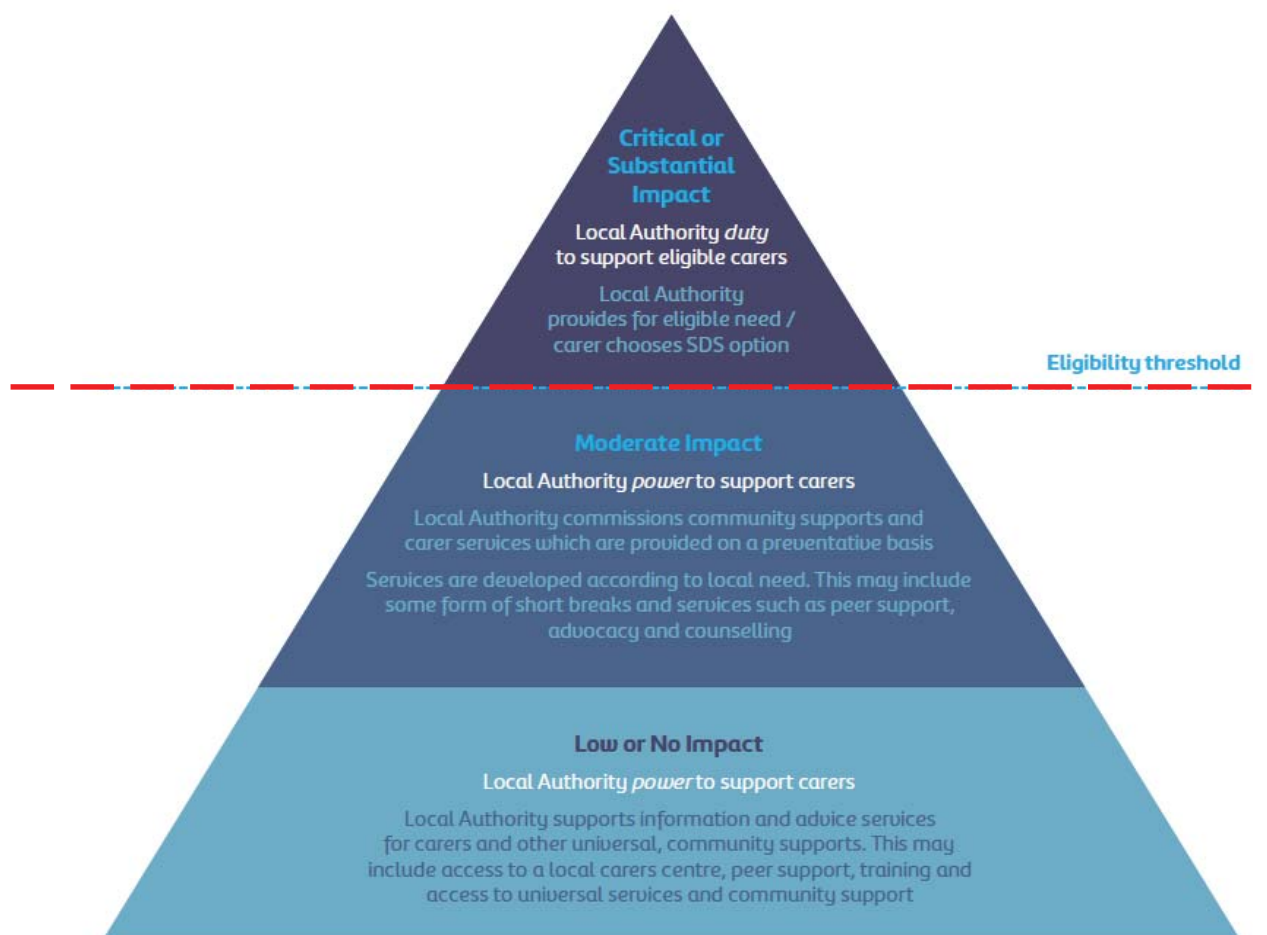 Critical or
Substantial
Impact
Local Authority duty
to support eligible carers
Local Authority
provides for eligible need /
carer chooses SDS option
Eligibility threshold
Moderate Impact
Local Authority power to support carers
Local Authority commissions community supports and
carer services which are provided on a preventative basis
Services are developed according to local need. This may include
some form of short breaks and services such as peer support,
advocacy and counselling
Low or No Impact
Local Authority power to support carers
Local Authority supports information and advice services
for carers and other universal, community supports. This may
include access to a local carers centre, peer support, training and
access to universal services and community support